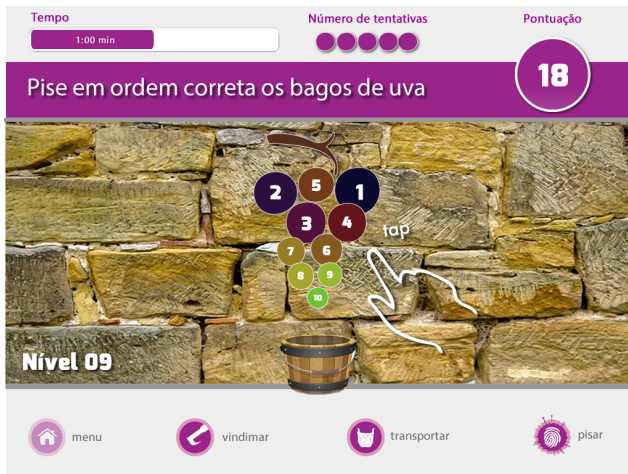 Tempo
Número de tentativas
Pontuação
1:00 min
18
Pise em ordem correta os bagos de uva
2
5
1
3
4
tap
7
6
8
9
10
Nível 09
menu
vindimar
transportar
pisar